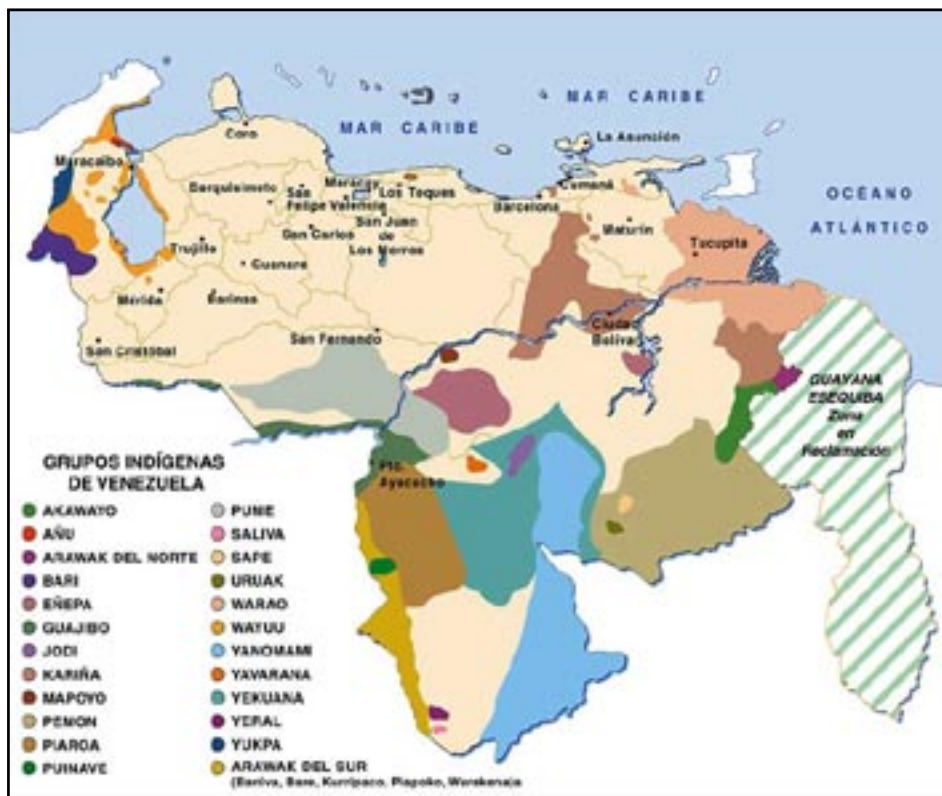 MAR CARIBE
MAR CARIBE
OCÉANO
ATLÁNTICO
Coro
La Asunción
Maracaibo
Cumaná
Barquisimeto
San
Felipe
Valencia
Maracay
Los Teques
Barcelona
Maturín
Tucupita
San Carlos
San Juan
de
Los Morros
Trujillo
Guanare
Mérida
Barinas
San Cristóbal
San Fernando
Ciudad
Bolívar
GUAYANA
ESEQUIBA
Zona
en
Reclamación
Pto.
Ayacucho
GRUPOS INDÍGENAS
DE VENEZUELA
AKAWAYO
AÑU
ARAWAK DEL NORTE
BARI
EÑEPA
GUAJIBO
JODI
KARIÑA
MAPOYO
PEMON
PIAROA
PUINAVE
PUME
SALIVA
SAPE
URUAK
WARAO
WAYUU
YANOMAMI
YAVARANA
YEKUANA
YERAL
YUKPA
ARAWAK DEL SUR
(Baniva, Bare, Kurripaco, Piapoko,